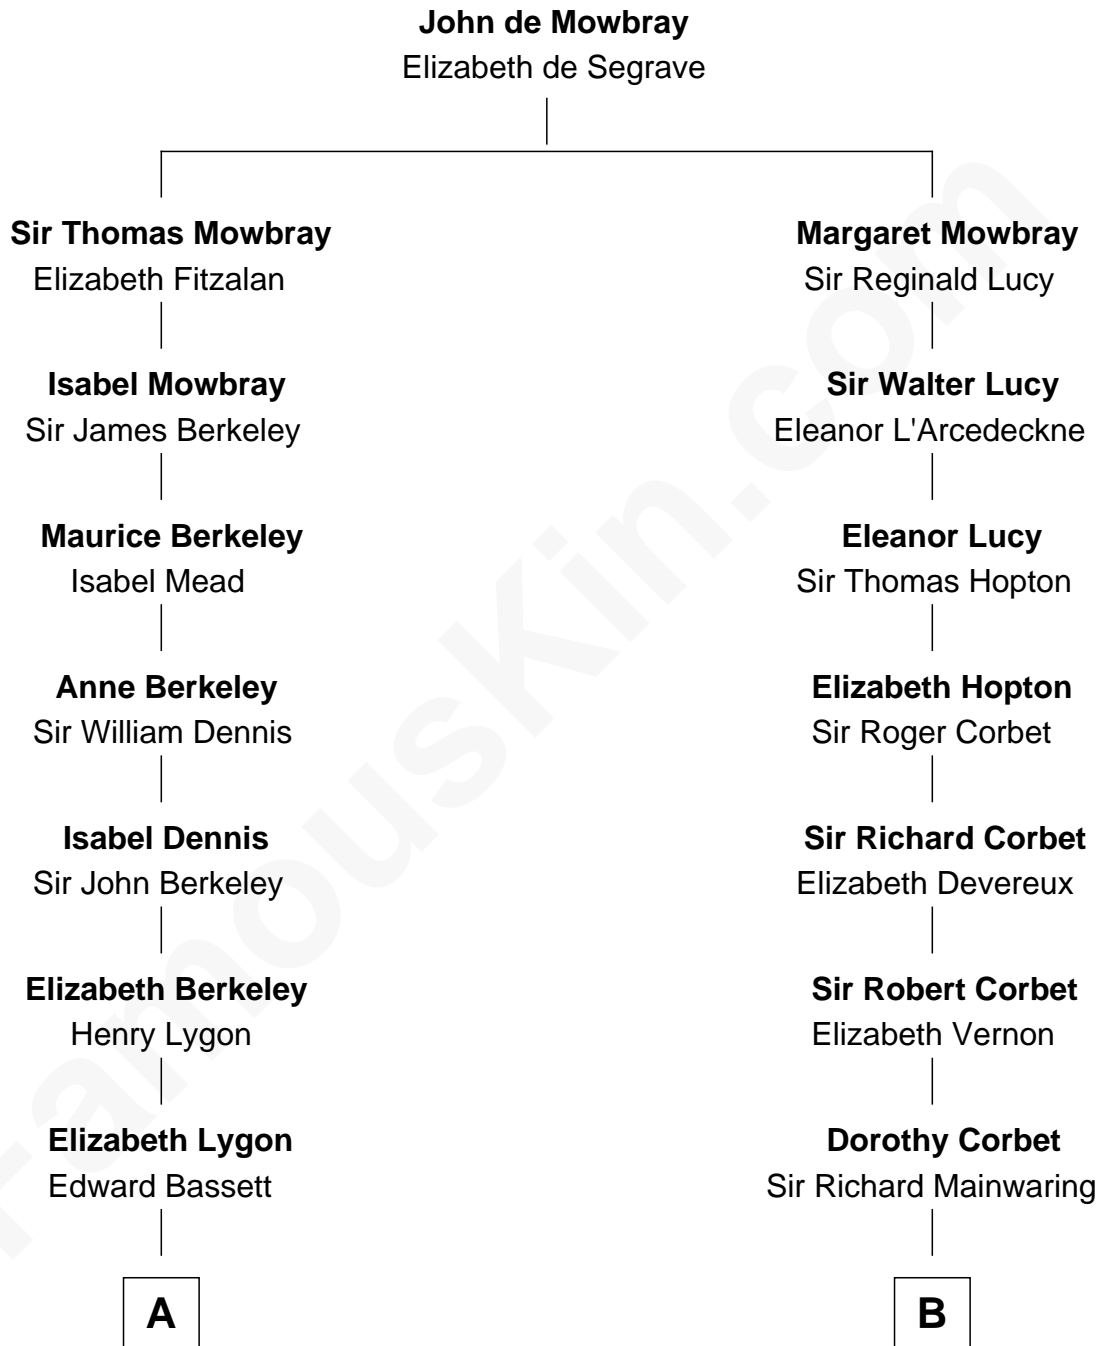 John de Mowbray
Elizabeth de Segrave
Sir Thomas Mowbray
Elizabeth Fitzalan
Margaret Mowbray
Sir Reginald Lucy
Isabel Mowbray
Sir James Berkeley
Sir Walter Lucy
Eleanor L'Arcedeckne
Maurice Berkeley
Isabel Mead
Eleanor Lucy
Sir Thomas Hopton
Anne Berkeley
Sir William Dennis
Elizabeth Hopton
Sir Roger Corbet
Isabel Dennis
Sir John Berkeley
Sir Richard Corbet
Elizabeth Devereux
Elizabeth Berkeley
Henry Lygon
Sir Robert Corbet
Elizabeth Vernon
Elizabeth Lygon
Edward Bassett
Dorothy Corbet
Sir Richard Mainwaring
A
B
FamousKin.com